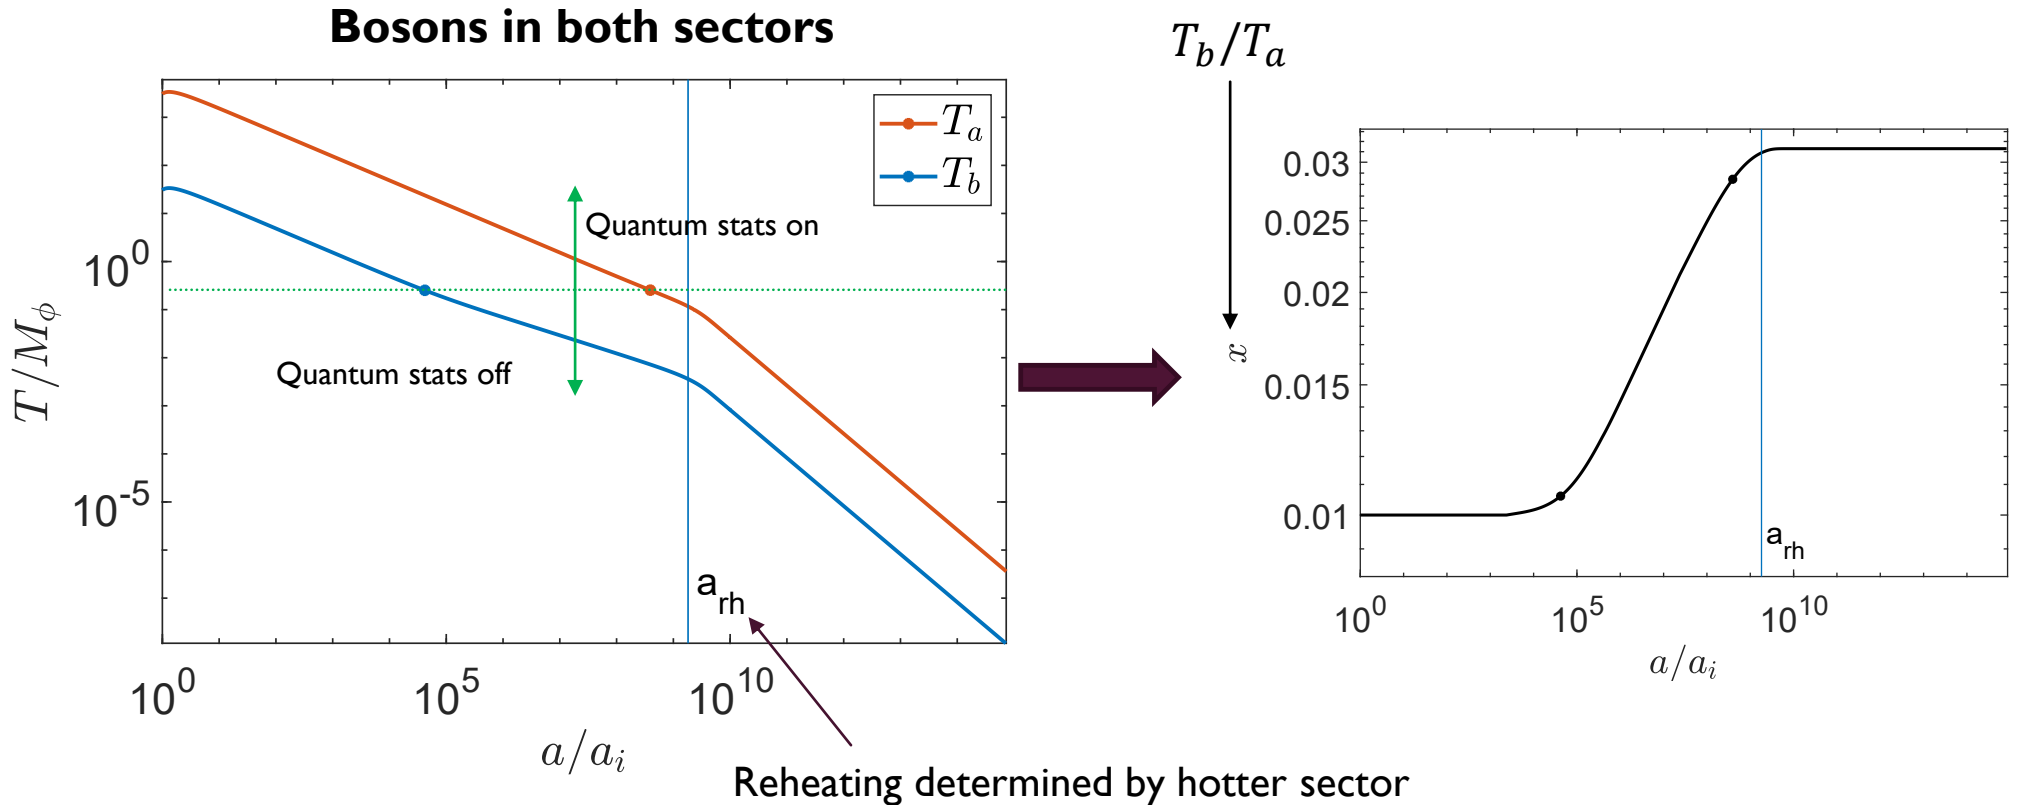 Bosons in both sectors
T_b/T_a
T_a
T_b
Quantum stats on
Quantum stats off
10^0
10^-5
T/M_ϕ
a_rh
10^0
10^5
10^10
a/a_i
Reheating determined by hotter sector
0.03
0.025
0.02
0.015
0.01
x
a_rh
10^0
10^5
10^10
a/a_i